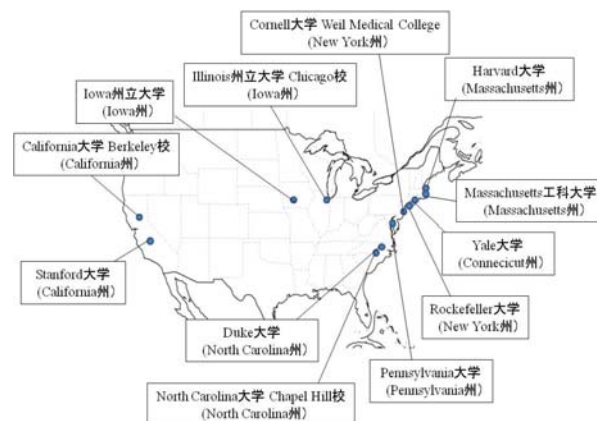 Cornell大学 Weil Medical College
(New York州)
Harvard大学
(Massachusetts州)
Illinois州立大学 Chicago校
(Iowa州)
Iowa州立大学
(Iowa州)
California大学 Berkeley校
(California州)
Massachusetts工科大学
(Massachusetts州)
Yale大学
(Connecicut州)
Stanford大学
(California州)
Rockefeller大学
(New York州)
Duke大学
(North Carolina州)
Pennsylvania大学
(Pennsylvania州)
North Carolina大学 Chapel Hill校
(North Carolina州)